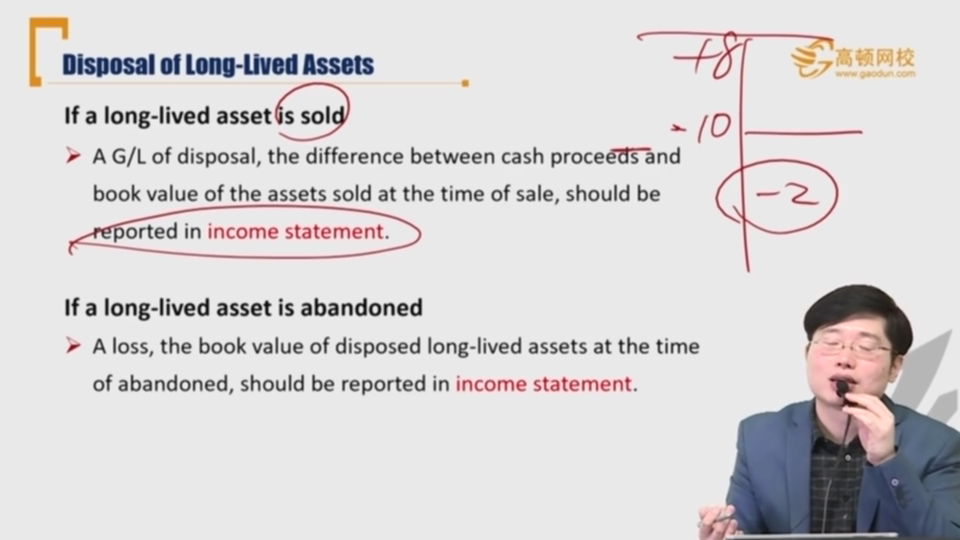 Disposal of Long-Lived Assets
高顿网校
www.gaodun.com
If a long-lived asset is sold
A G/L of disposal, the difference between cash proceeds and
book value of the assets sold at the time of sale, should be
reported in income statement.
+8
- 10
-2
If a long-lived asset is abandoned
A loss, the book value of disposed long-lived assets at the time
of abandoned, should be reported in income statement.